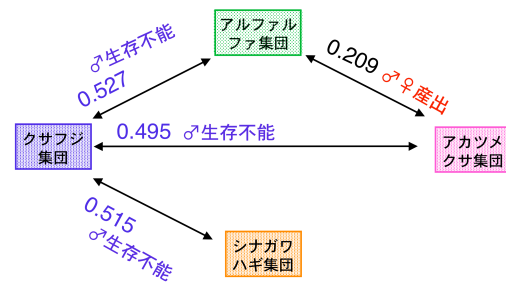 アルファル
ファ集団
♂生存不能
0.527
0.209 ♂♀産出
クサフジ
集団
0.495 ♂生存不能
アカツメ
クサ集団
0.515
♂生存不能
シナガワ
ハギ集団